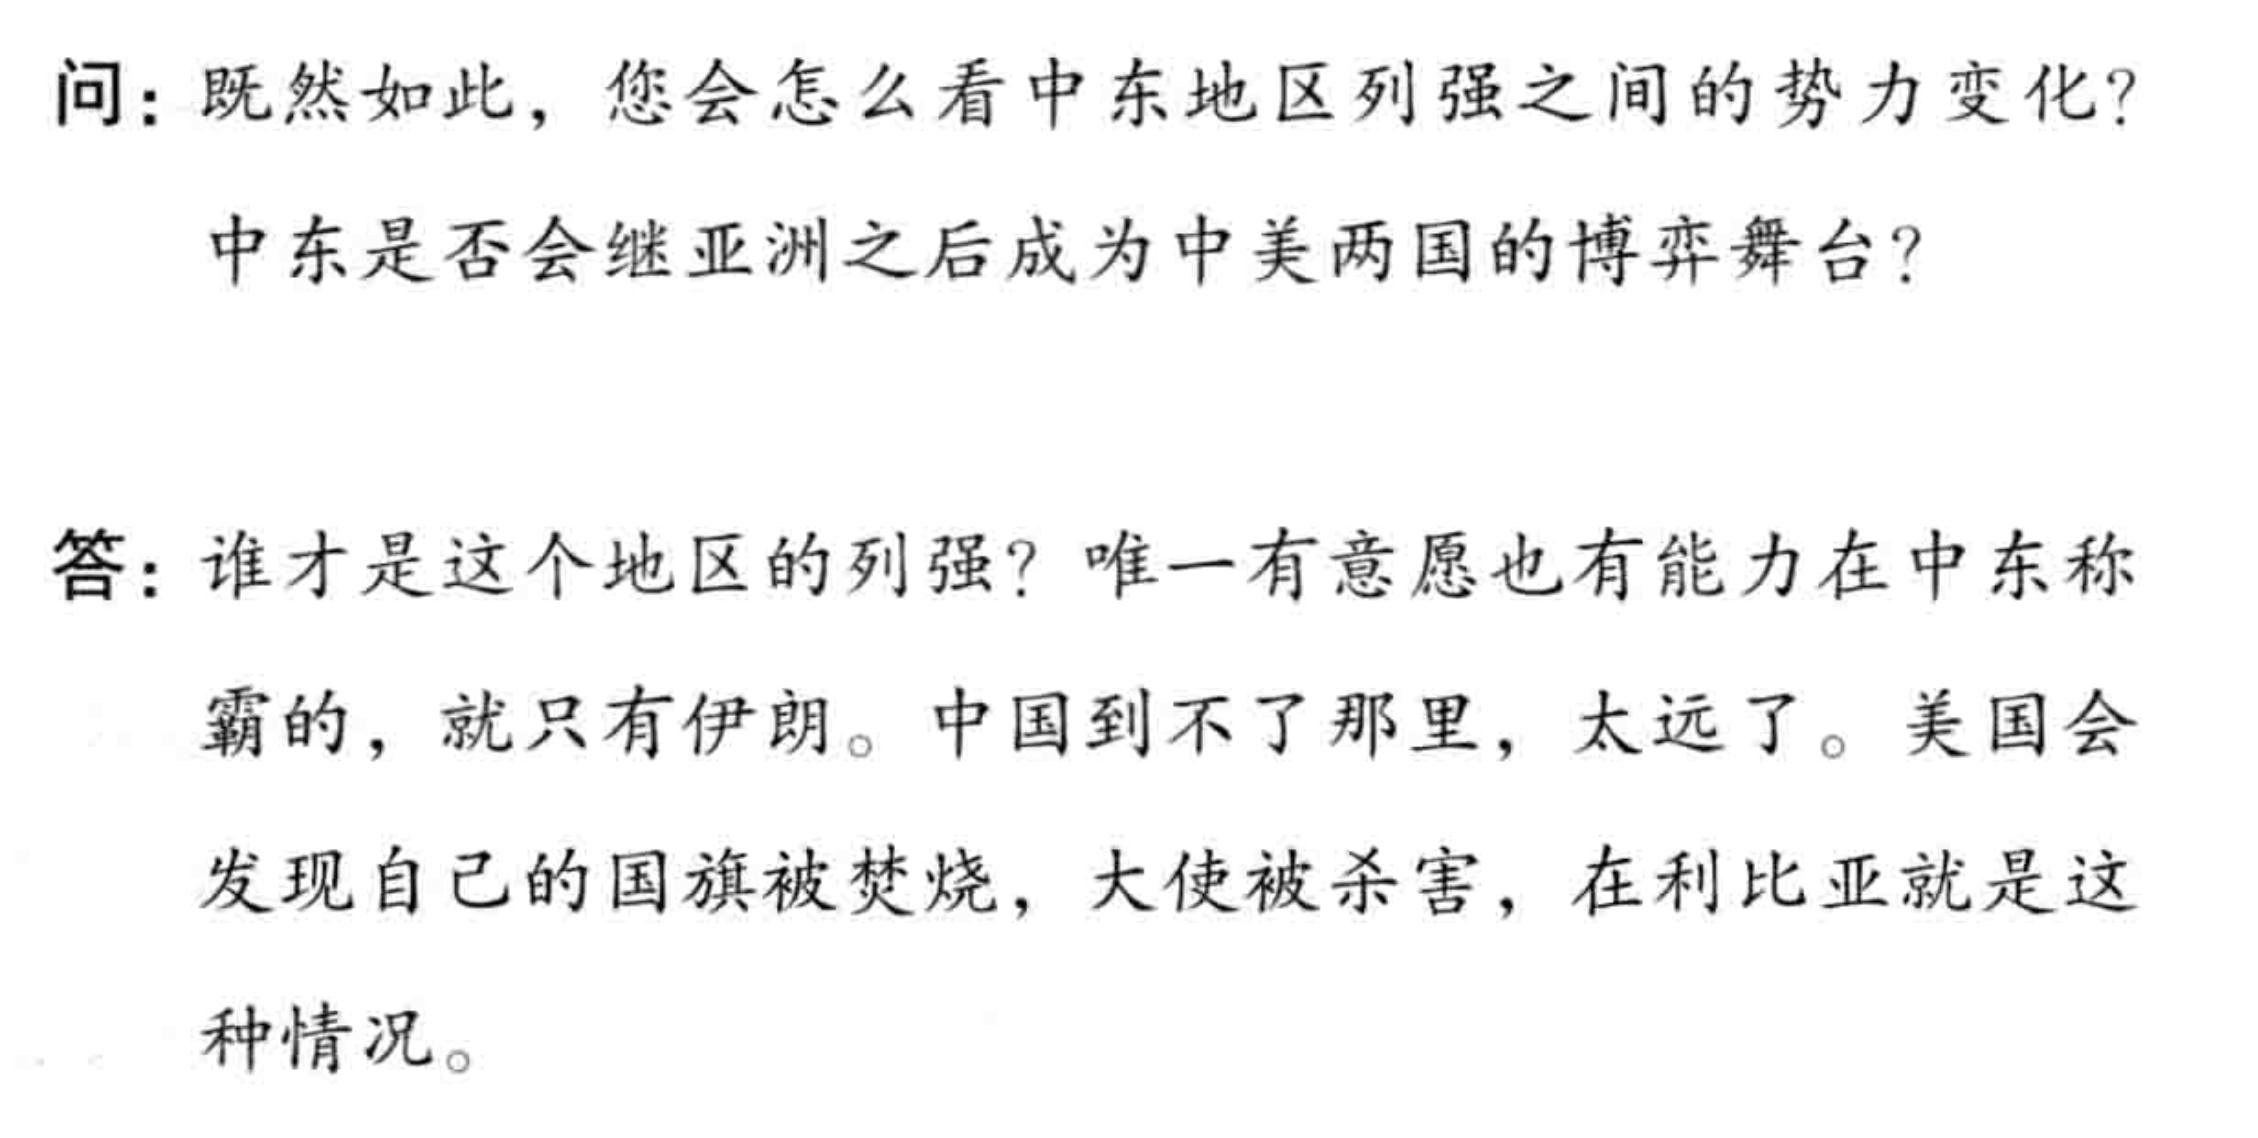 问：既然如此，您会怎么看中东地区列强之间的势力变化？
中东是否会继亚洲之后成为中美两国的博弈舞台？
答：谁才是这个地区的列强？唯一有意愿也有能力在中东称
霸的，就只有伊朗。中国到不了那里，太远了。美国会
发现自己的国旗被焚烧，大使被杀害，在利比亚就是这
种情况。